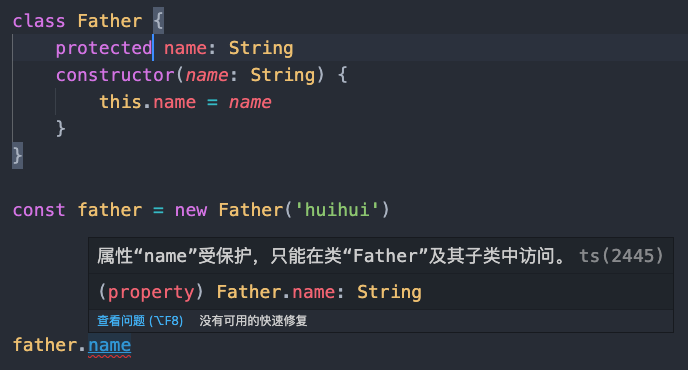 class Father {
    protected name: String
    constructor(name: String) {
        this.name = name
    }
}
const father = new Father('huihui')
属性“name”受保护，只能在类“Father”及其子类中访问。 ts(2445)
(property) Father.name: String
查看问题 (⌥F8) 没有可用的快速修复
father.name